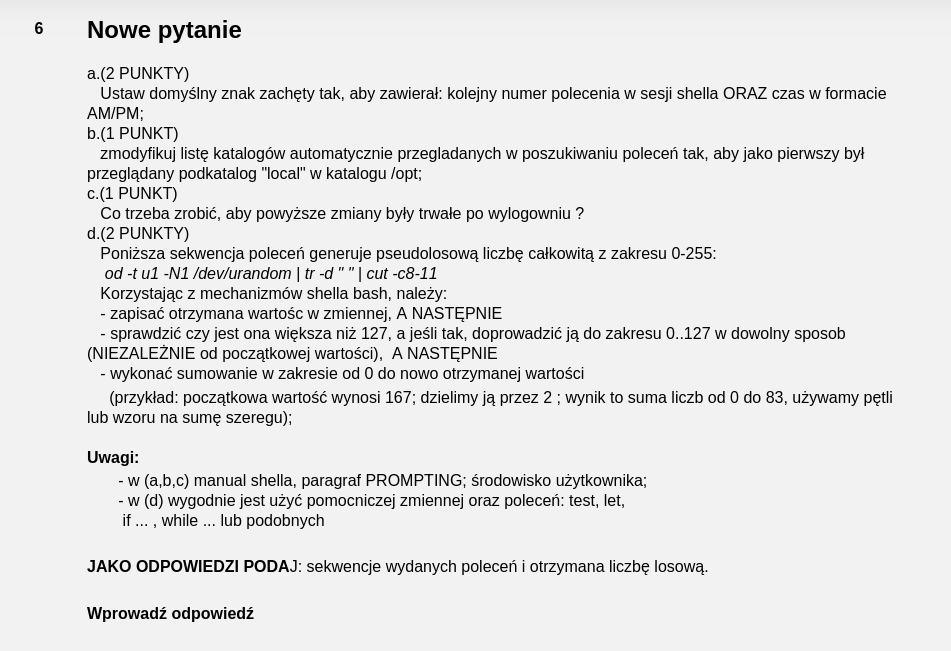 6
Nowe pytanie
a.(2 PUNKTY)
Ustaw domyślny znak zachęty tak, aby zawierał: kolejny numer polecenia w sesji shella ORAZ czas w formacie
AM/PM;
b.(1 PUNKT)
zmodyfikuj listę katalogów automatycznie przegladanych w poszukiwaniu poleceń tak, aby jako pierwszy był
przeglądany podkatalog "local" w katalogu /opt;
c.(1 PUNKT)
Co trzeba zrobić, aby powyższe zmiany były trwałe po wylogowniu ?
d.(2 PUNKTY)
Poniższa sekwencja poleceń generuje pseudolosową liczbę całkowitą z zakresu 0-255:
od -t u1 -N1 /dev/urandom | tr -d " " | cut -c8-11
Korzystając z mechanizmów shella bash, należy:
- zapisać otrzymana wartośc w zmiennej, A NASTĘPNIE
- sprawdzić czy jest ona większa niż 127, a jeśli tak, doprowadzić ją do zakresu 0..127 w dowolny sposob
(NIEZALEŻNIE od początkowej wartości), A NASTĘPNIE
- wykonać sumowanie w zakresie od 0 do nowo otrzymanej wartości
(przykład: początkowa wartość wynosi 167; dzielimy ją przez 2 ; wynik to suma liczb od 0 do 83, używamy pętli
lub wzoru na sumę szeregu);
Uwagi:
- w (a,b,c) manual shella, paragraf PROMPTING; środowisko użytkownika;
- w (d) wygodnie jest użyć pomocniczej zmiennej oraz poleceń: test, let,
if ... , while ... lub podobnych
JAKO ODPOWIEDZI PODAJ: sekwencje wydanych poleceń i otrzymana liczbę losową.
Wprowadź odpowiedź